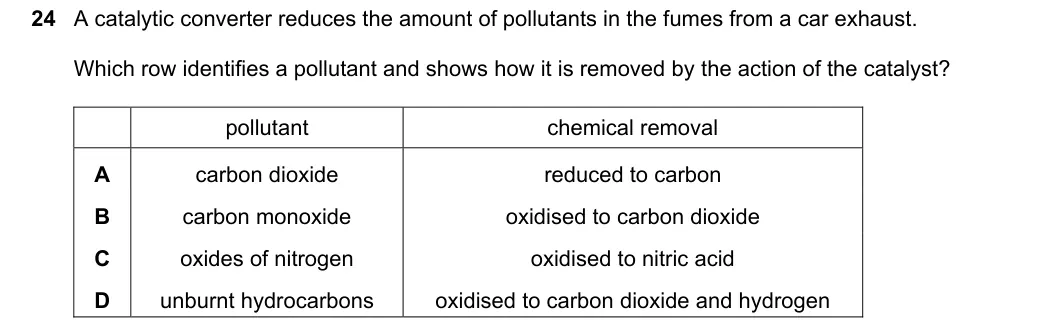 24 A catalytic converter reduces the amount of pollutants in the fumes from a car exhaust.
Which row identifies a pollutant and shows how it is removed by the action of the catalyst?
pollutant chemical removal
A carbon dioxide reduced to carbon
B carbon monoxide oxidised to carbon dioxide
C oxides of nitrogen oxidised to nitric acid
D unburnt hydrocarbons oxidised to carbon dioxide and hydrogen